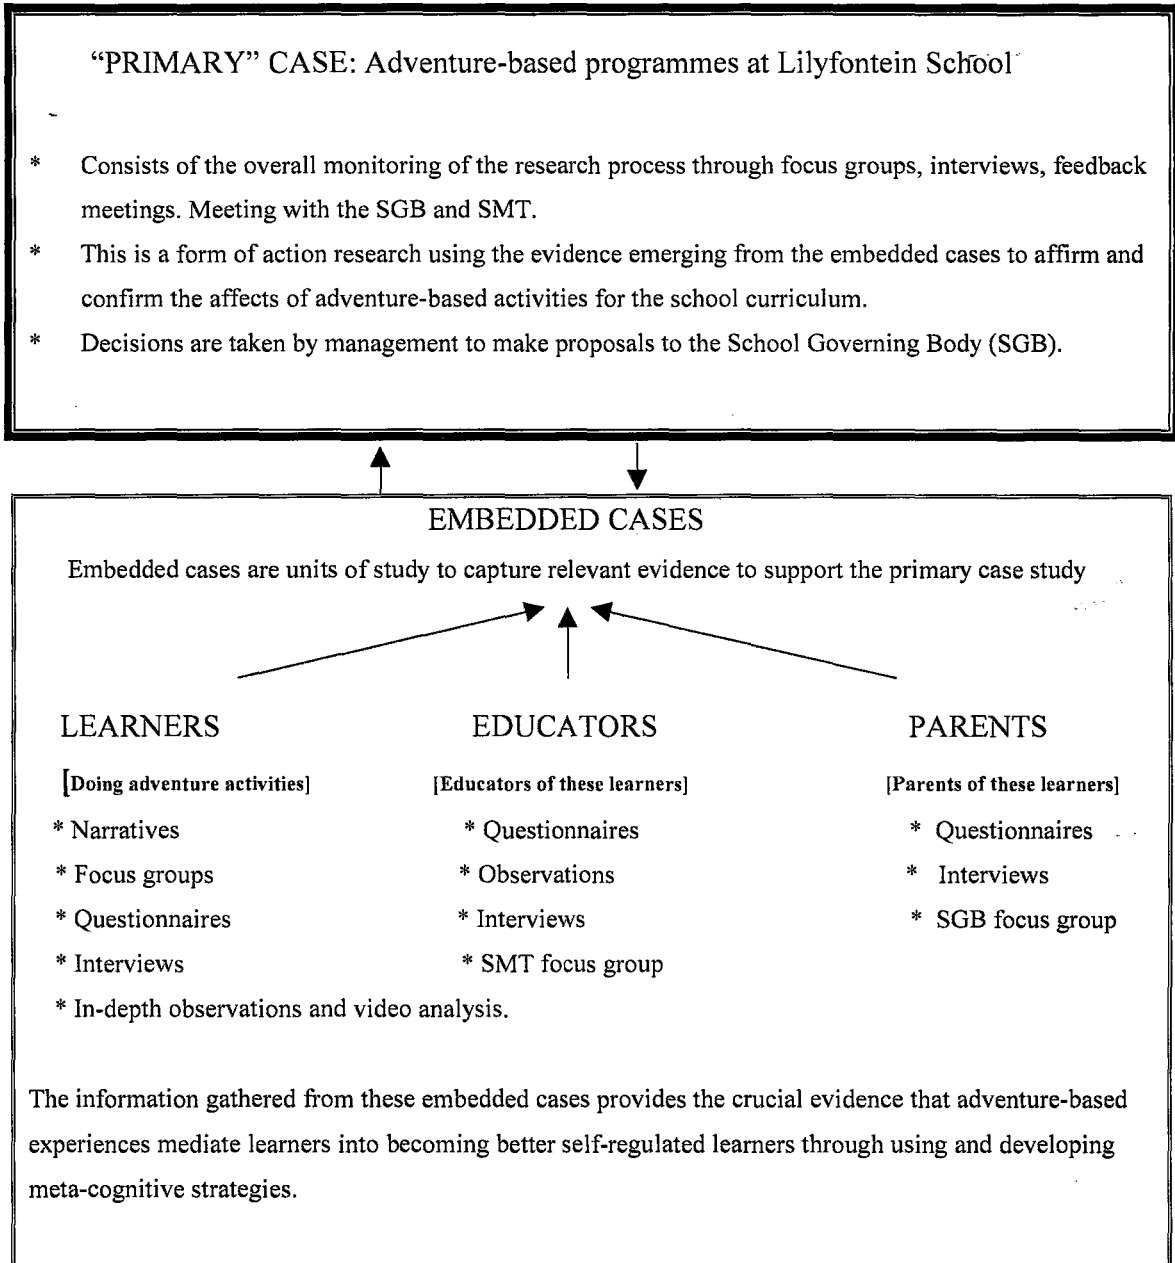 “PRIMARY” CASE: Adventure-based programmes at Lilyfontein School
* Consists of the overall monitoring of the research process through focus groups, interviews, feedback
meetings. Meeting with the SGB and SMT.
* This is a form of action research using the evidence emerging from the embedded cases to affirm and
confirm the affects of adventure-based activities for the school curriculum.
* Decisions are taken by management to make proposals to the School Governing Body (SGB).
EMBEDDED CASES
Embedded cases are units of study to capture relevant evidence to support the primary case study
LEARNERS
[Doing adventure activities]
* Narratives
* Focus groups
* Questionnaires
* Interviews
* In-depth observations and video analysis.
EDUCATORS
[Educators of these learners]
* Questionnaires
* Observations
* Interviews
* SMT focus group
PARENTS
[Parents of these learners]
* Questionnaires
* Interviews
* SGB focus group
The information gathered from these embedded cases provides the crucial evidence that adventure-based
experiences mediate learners into becoming better self-regulated learners through using and developing
meta-cognitive strategies.